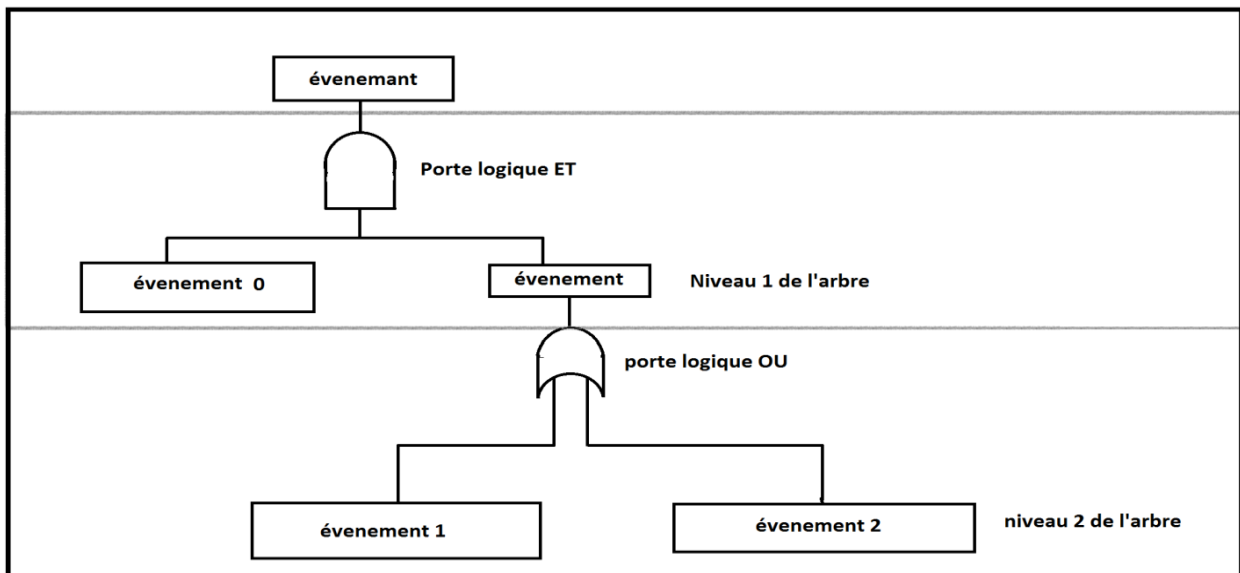 évenemant
Porte logique ET
évenement 0
évenement
Niveau 1 de l'arbre
porte logique OU
évenement 1
évenement 2
niveau 2 de l'arbre